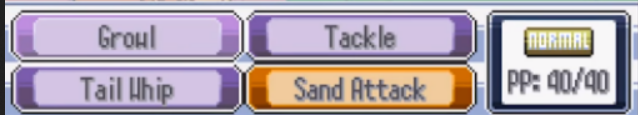 Growl
Tackle
NORMAL
Tail Whip
Sand Attack
PP: 40/40